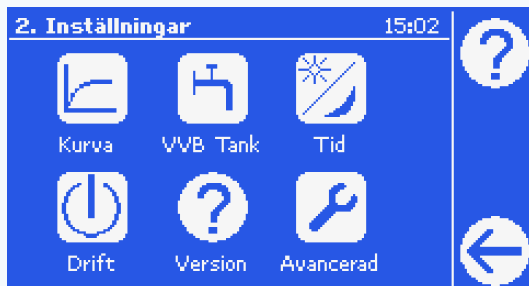 2. Inställningar 15:02
Kurva VVB Tank Tid
Drift Version Avancerad